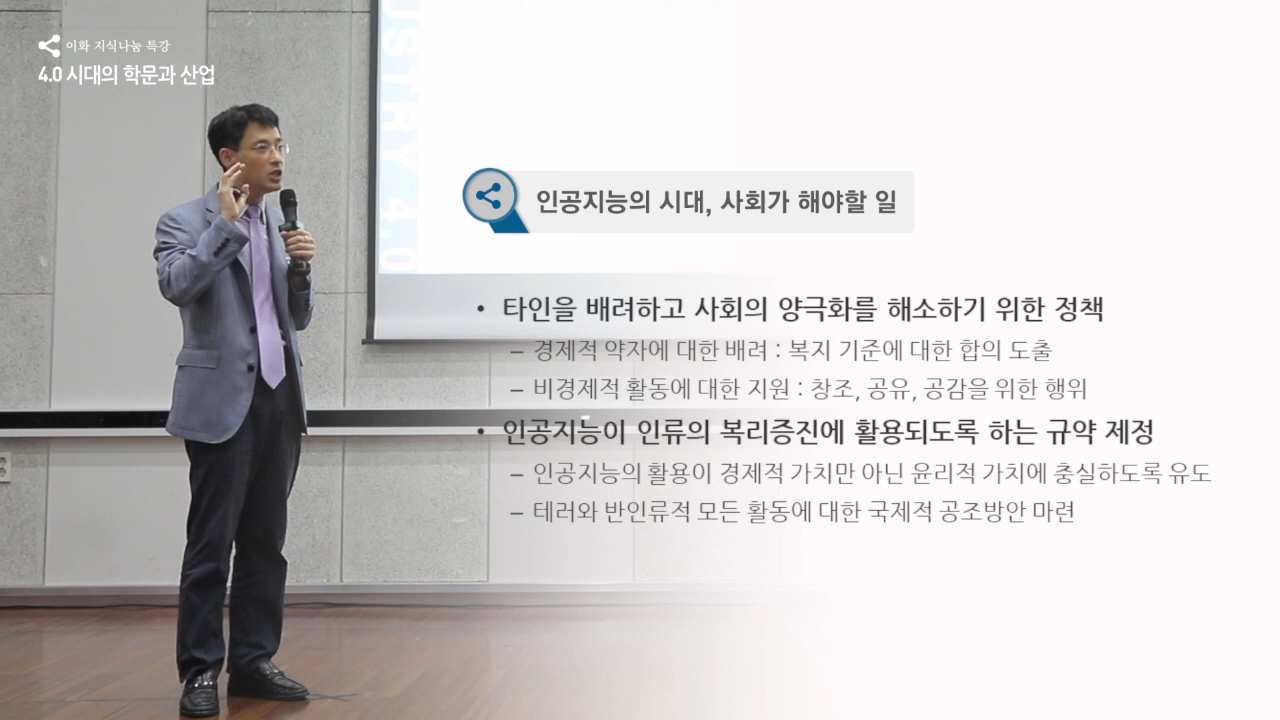 이화 지식나눔 특강
4.0 시대의 학문과 산업
USTRY 4.0
인공지능의 시대, 사회가 해야할 일
• 타인을 배려하고 사회의 양극화를 해소하기 위한 정책
– 경제적 약자에 대한 배려 : 복지 기준에 대한 합의 도출
– 비경제적 활동에 대한 지원 : 창조, 공유, 공감을 위한 행위
• 인공지능이 인류의 복리증진에 활용되도록 하는 규약 제정
– 인공지능의 활용이 경제적 가치만 아닌 윤리적 가치에 충실하도록 유도
– 테러와 반인류적 모든 활동에 대한 국제적 공조방안 마련